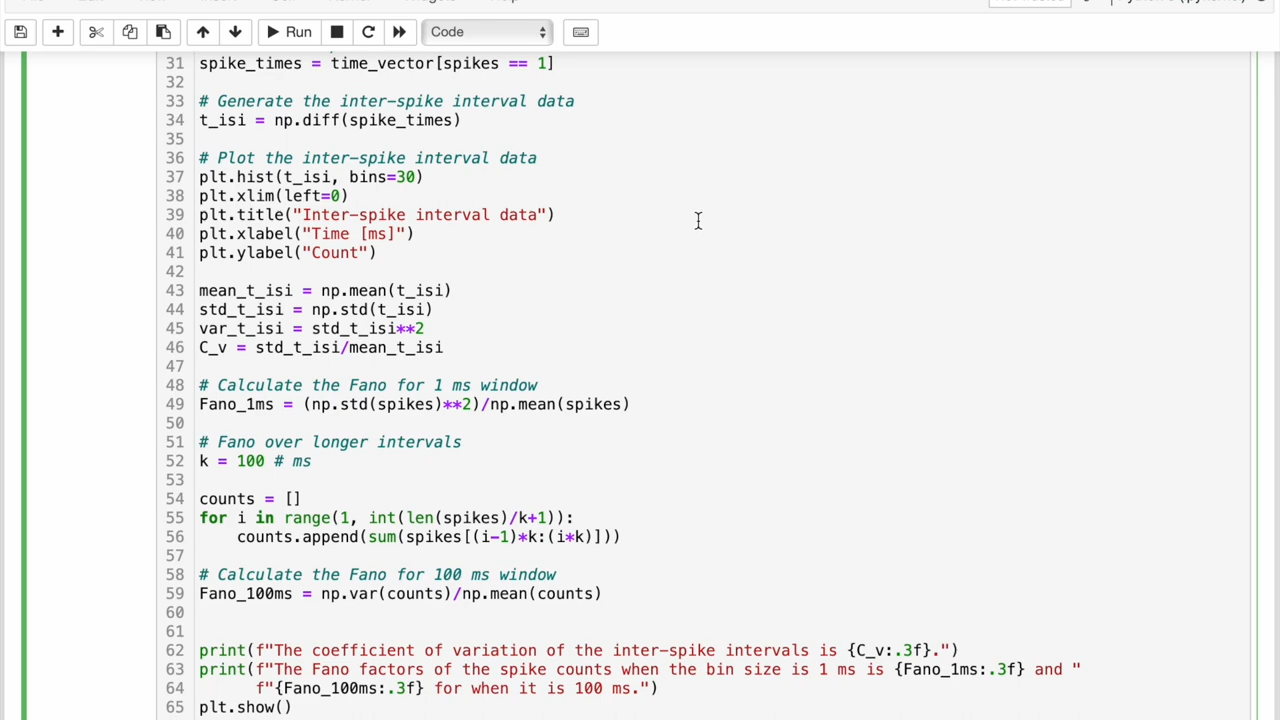 Run
Code
31 spike_times = time_vector[spikes == 1]
32
33 # Generate the inter-spike interval data
34 t_isi = np.diff(spike_times)
35
36 # Plot the inter-spike interval data
37 plt.hist(t_isi, bins=30)
38 plt.xlim(left=0)
39 plt.title("Inter-spike interval data")
40 plt.xlabel("Time [ms]")
41 plt.ylabel("Count")
42
43 mean_t_isi = np.mean(t_isi)
44 std_t_isi = np.std(t_isi)
45 var_t_isi = std_t_isi**2
46 C_v = std_t_isi/mean_t_isi
47
48 # Calculate the Fano for 1 ms window
49 Fano_1ms = (np.std(spikes)**2)/np.mean(spikes)
50
51 # Fano over longer intervals
52 k = 100 # ms
53
54 counts = []
55 for i in range(1, int(len(spikes)/k+1)):
56     counts.append(sum(spikes[(i-1)*k:(i*k)]))
57
58 # Calculate the Fano for 100 ms window
59 Fano_100ms = np.var(counts)/np.mean(counts)
60
61
62 print(f"The coefficient of variation of the inter-spike intervals is {C_v:.3f}.")
63 print(f"The Fano factors of the spike counts when the bin size is 1 ms is {Fano_1ms:.3f} and "
64       f"{Fano_100ms:.3f} for when it is 100 ms.")
65 plt.show()